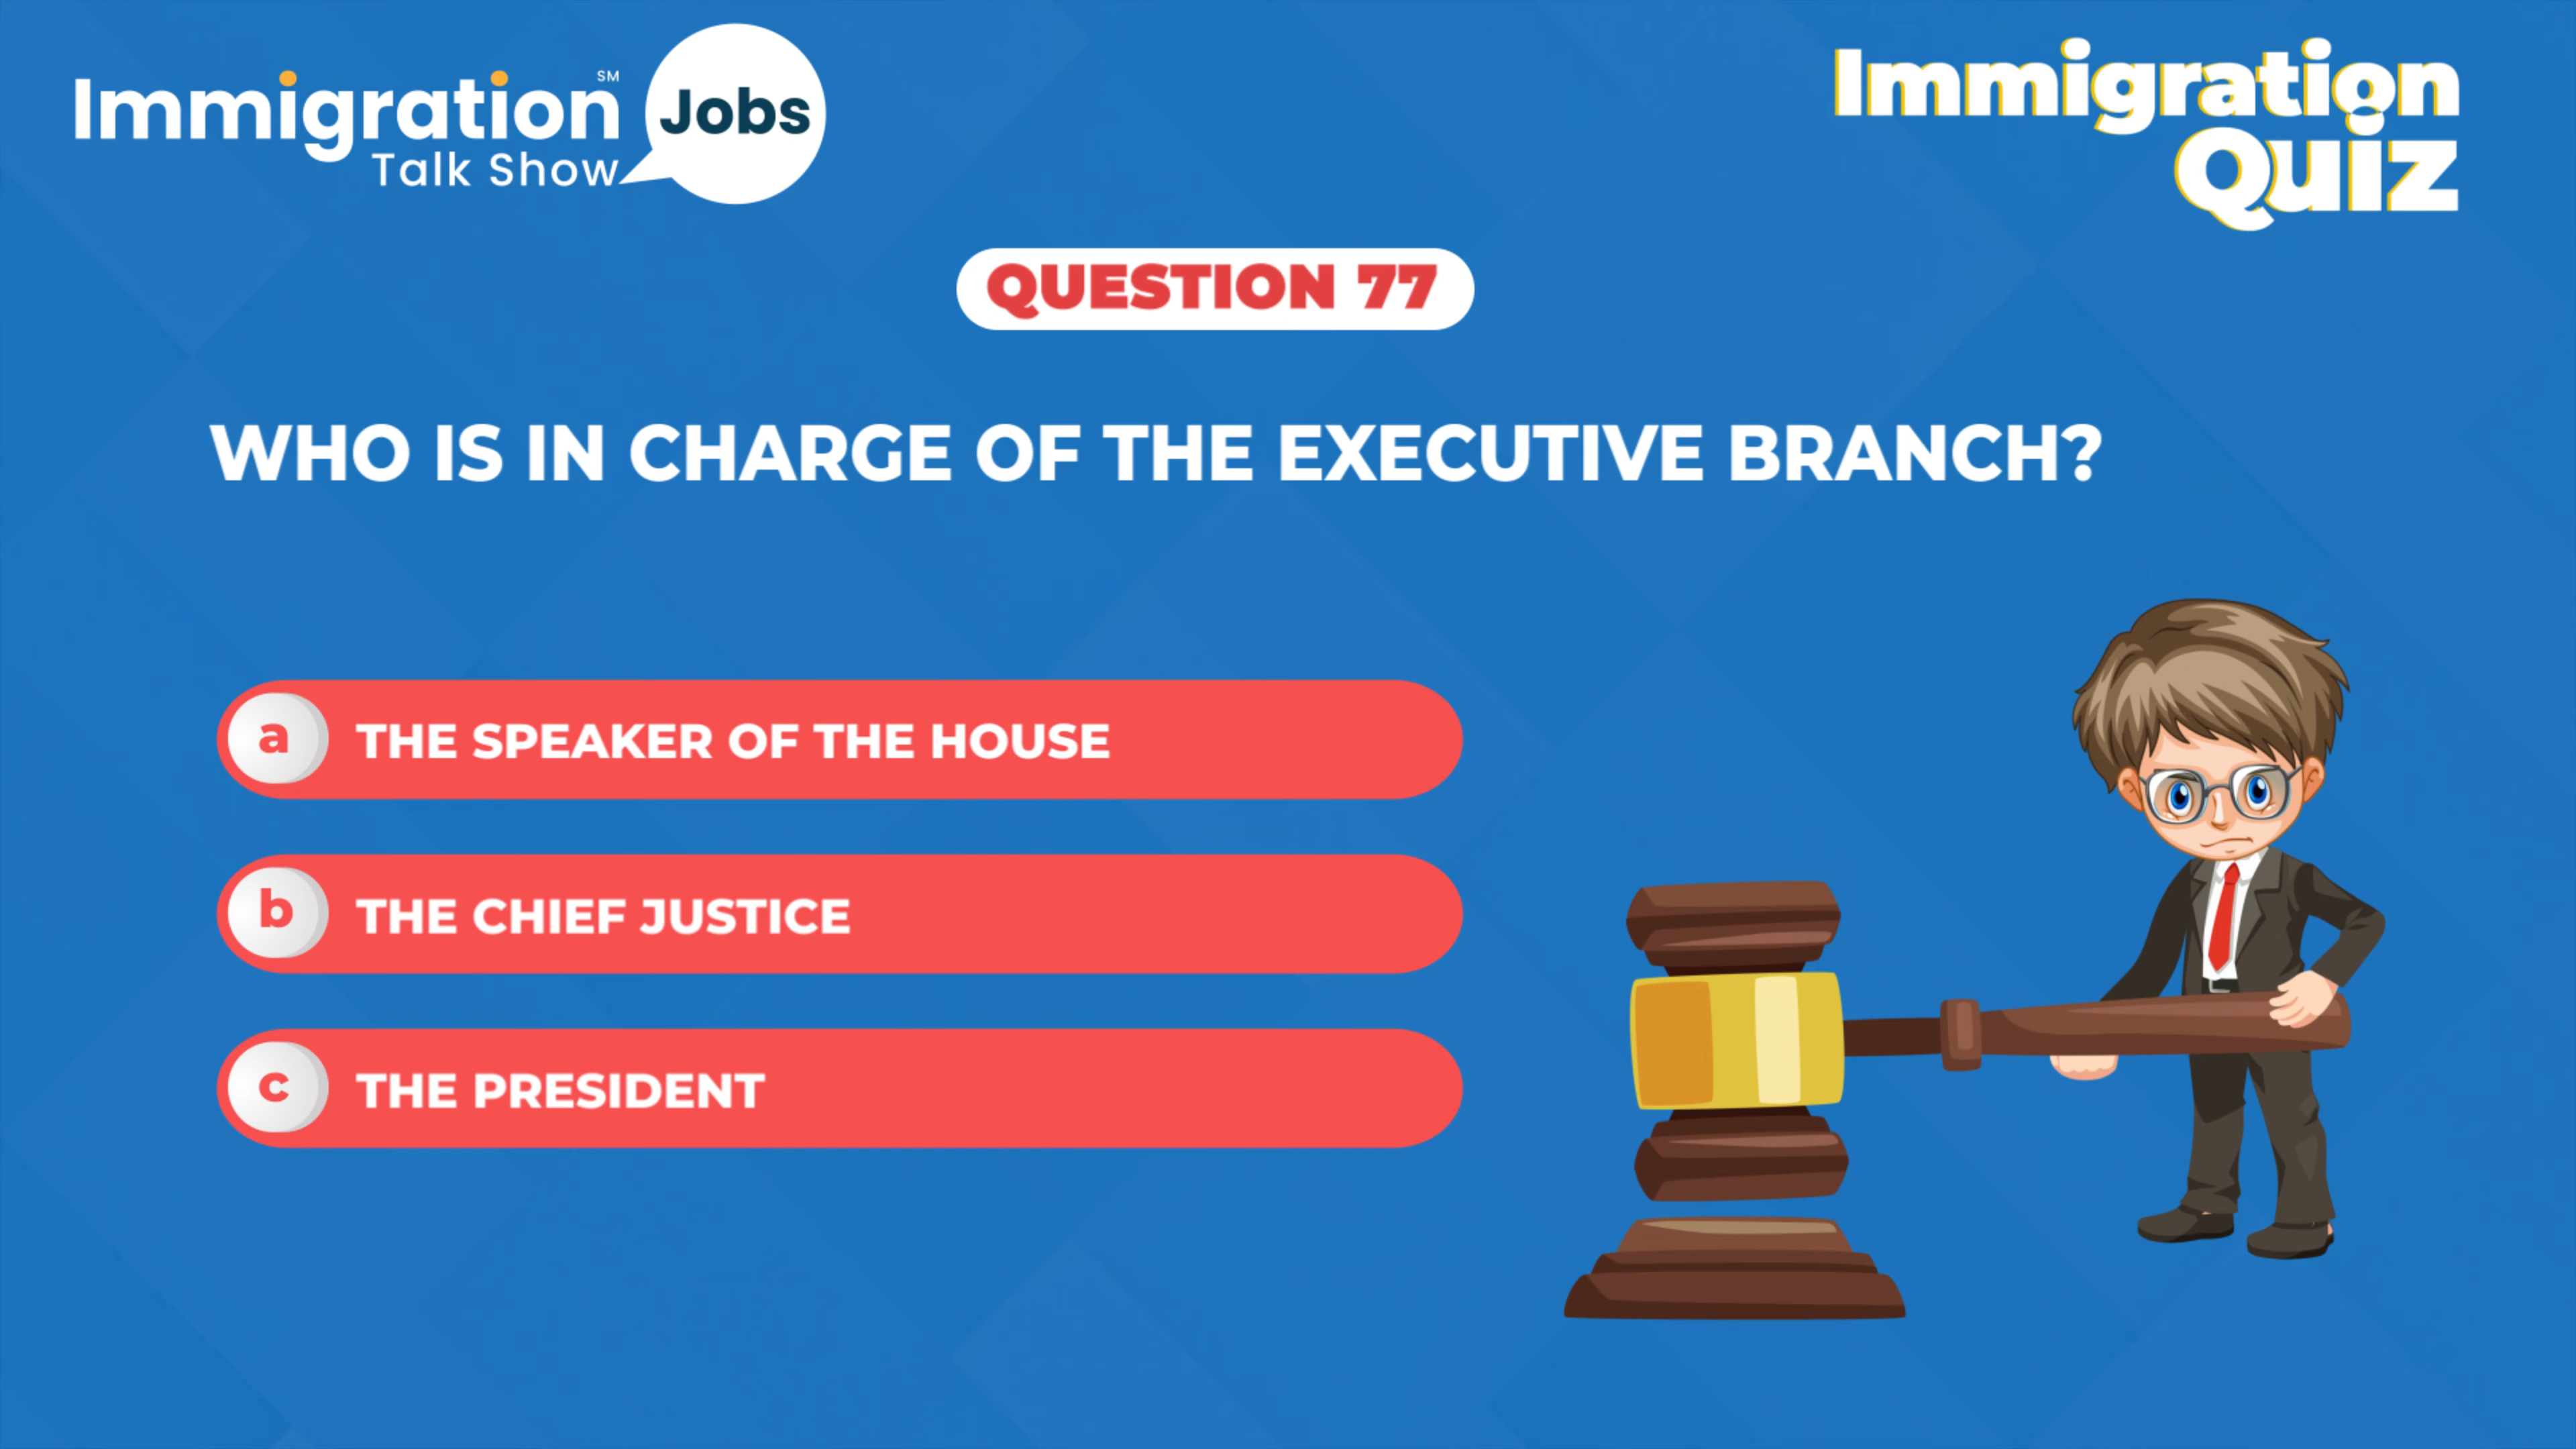 Immigration SM
Talk Show
Jobs
Immigration
Quiz
QUESTION 77
WHO IS IN CHARGE OF THE EXECUTIVE BRANCH?
a THE SPEAKER OF THE HOUSE
b THE CHIEF JUSTICE
c THE PRESIDENT